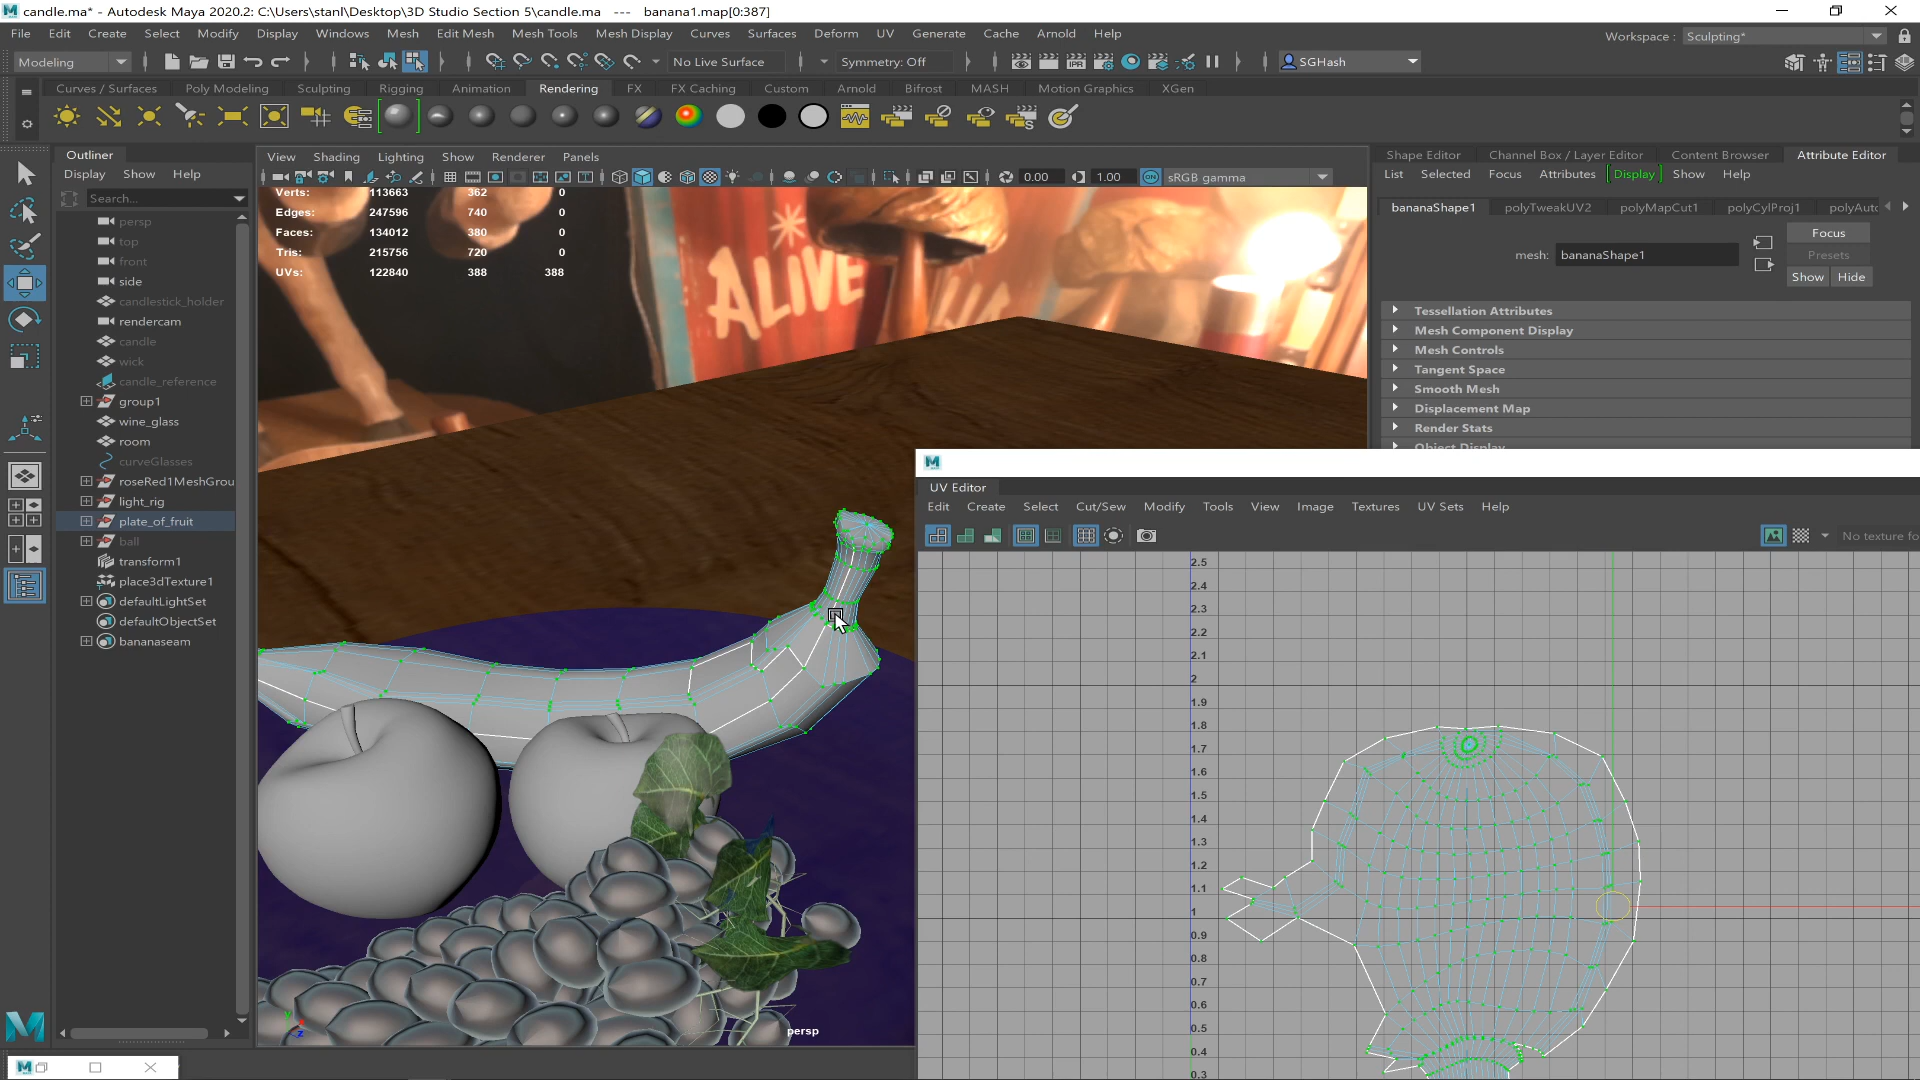 candle.ma* - Autodesk Maya 2020.2: C:\Users\stanl\Desktop\3D Studio Section 5\candle.ma --- banana1.map[0:387]
File Edit Create Select Modify Display Windows Mesh Edit Mesh Mesh Tools Mesh Display Curves Surfaces Deform UV Generate Cache Arnold Help
Workspace : Sculpting*
Modeling No Live Surface Symmetry: Off SGHash
Curves / Surfaces Poly Modeling Sculpting Rigging Animation Rendering FX FX Caching Custom Arnold Bifrost MASH Motion Graphics XGen
IPR
Outliner
Display Show Help
Search...
persp
top
front
side
candlestick_holder
rendercam
candle
wick
candle_reference
group1
wine_glass
room
curveGlasses
roseRed1MeshGrou
light_rig
plate_of_fruit
ball
transform1
place3dTexture1
defaultLightSet
defaultObjectSet
bananaseam
View Shading Lighting Show Renderer Panels
0.00 1.00 sRGB gamma
Verts: 113663 362 0
Edges: 247596 740 0
Faces: 134012 380 0
Tris: 215756 720 0
UVs: 122840 388 388
ALIVE
persp
Shape Editor Channel Box / Layer Editor Content Browser Attribute Editor
List Selected Focus Attributes Display Show Help
bananaShape1 polyTweakUV2 polyMapCut1 polyCylProj1 polyAuto
mesh: bananaShape1
Focus
Presets
Show Hide
Tessellation Attributes
Mesh Component Display
Mesh Controls
Tangent Space
Smooth Mesh
Displacement Map
Render Stats
Object Display
UV Editor
Edit Create Select Cut/Sew Modify Tools View Image Textures UV Sets Help
No texture fo
2.5
2.4
2.3
2.2
2.1
2
1.9
1.8
1.7
1.6
1.5
1.4
1.3
1.2
1.1
1
0.9
0.8
0.7
0.6
0.5
0.4
0.3